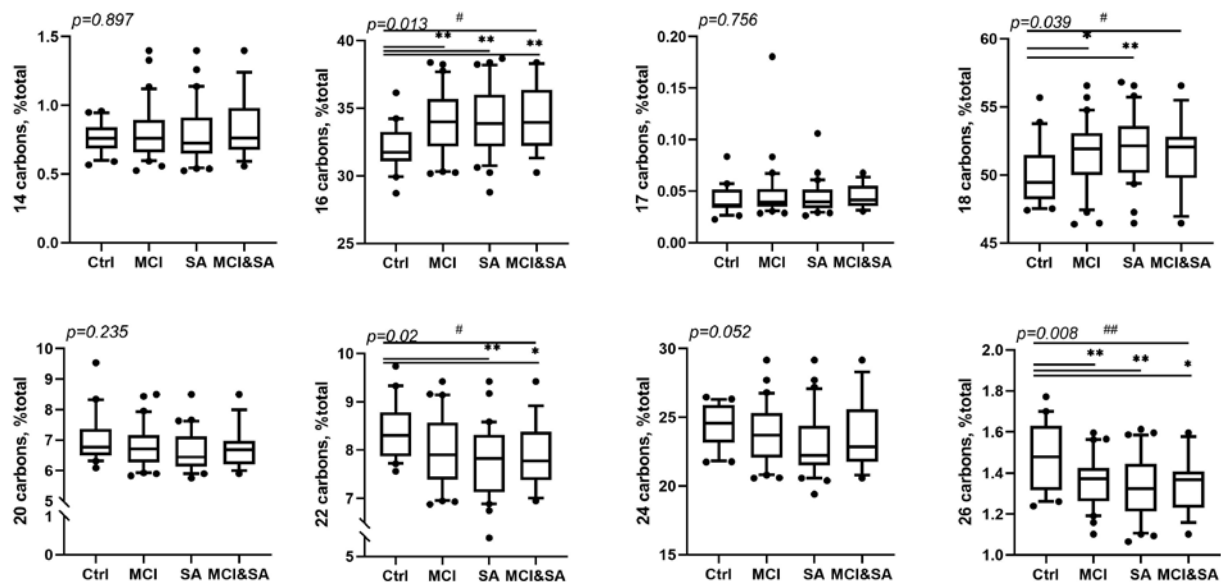 p=0.897
14 carbons, %total
1.5
1.0
0.5
0.0
Ctrl MCI SA MCI&SA
p=0.013
#
** ** **
16 carbons, %total
40
35
30
25
Ctrl MCI SA MCI&SA
p=0.756
17 carbons, %total
0.20
0.15
0.10
0.05
0.00
Ctrl MCI SA MCI&SA
p=0.039
#
* **
18 carbons, %total
60
55
50
45
Ctrl MCI SA MCI&SA
p=0.235
20 carbons, %total
10
9
8
7
6
5
1
0
Ctrl MCI SA MCI&SA
p=0.02
#
** *
22 carbons, %total
10
9
8
7
6
5
Ctrl MCI SA MCI&SA
p=0.052
24 carbons, %total
30
25
20
15
Ctrl MCI SA MCI&SA
p=0.008
##
** ** *
26 carbons, %total
2.0
1.8
1.6
1.4
1.2
1.0
Ctrl MCI SA MCI&SA